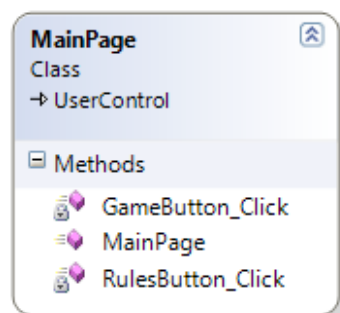 MainPage
Class
UserControl
Methods
GameButton_Click
MainPage
RulesButton_Click